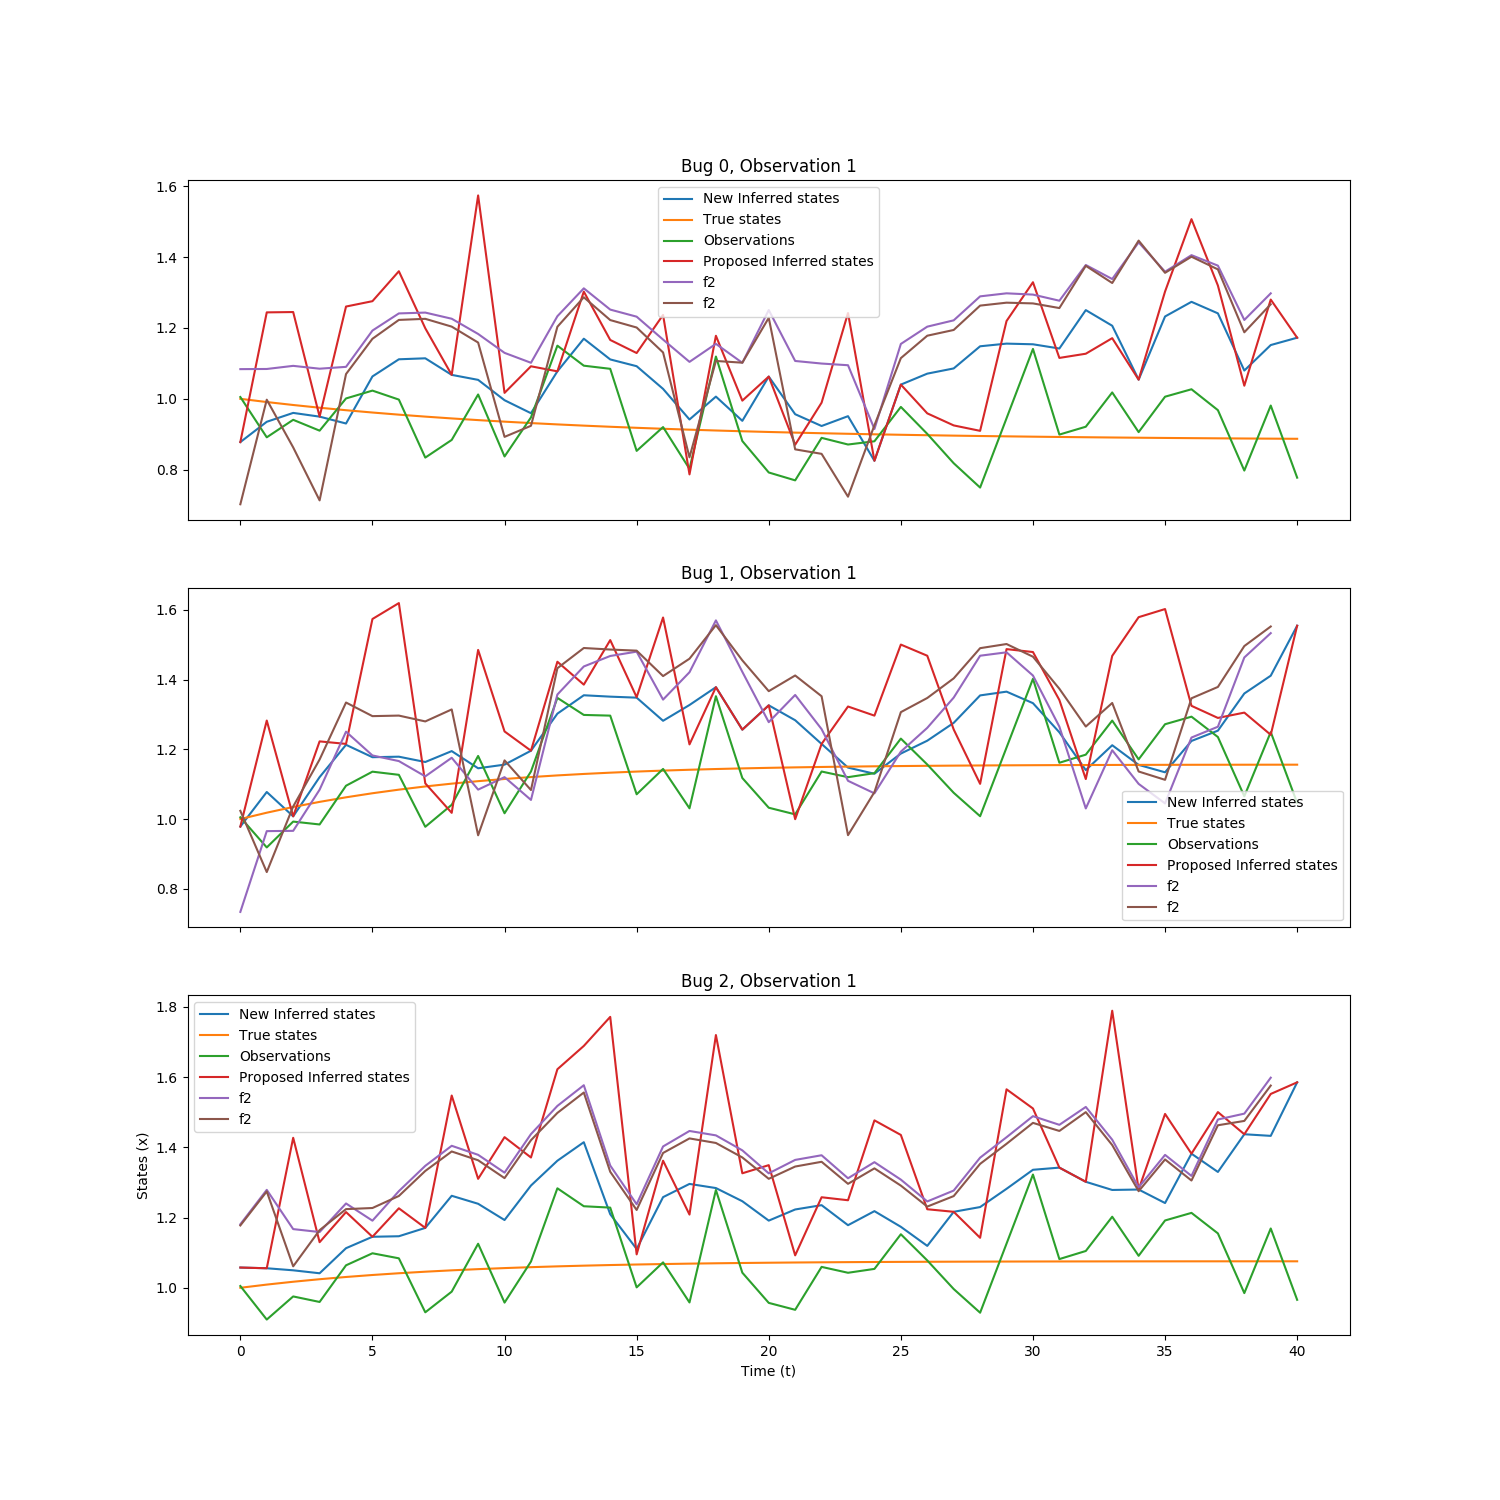 Bug 0, Observation 1
1.6
1.4
1.2
1.0
0.8
New Inferred states
True states
Observations
Proposed Inferred states
f2
f2
Bug 1, Observation 1
1.6
1.4
1.2
1.0
0.8
New Inferred states
True states
Observations
Proposed Inferred states
f2
f2
Bug 2, Observation 1
1.8
1.6
1.4
1.2
1.0
States (x)
New Inferred states
True states
Observations
Proposed Inferred states
f2
f2
0 5 10 15 20 25 30 35 40
Time (t)